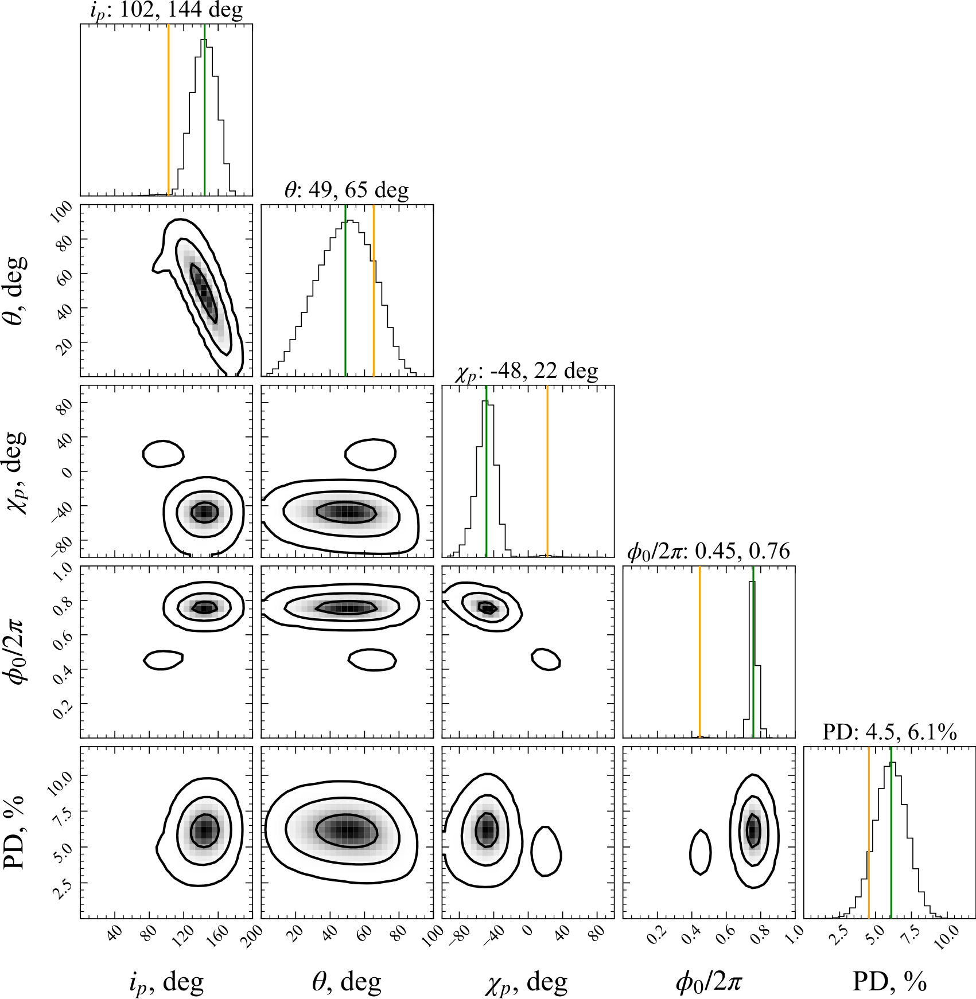 i_p: 102, 144 deg
θ: 49, 65 deg
χ_p: -48, 22 deg
ϕ_0/2π: 0.45, 0.76
PD: 4.5, 6.1%
θ, deg
100
80
60
40
20
χ_p, deg
80
40
0
−40
−80
ϕ_0/2π
1.0
0.8
0.6
0.4
0.2
PD, %
10.0
7.5
5.0
2.5
40 80 120 160 200
20 40 60 80 100
−80 −40 0 40 80
0.2 0.4 0.6 0.8 1.0
2.5 5.0 7.5 10.0
i_p, deg
θ, deg
χ_p, deg
ϕ_0/2π
PD, %